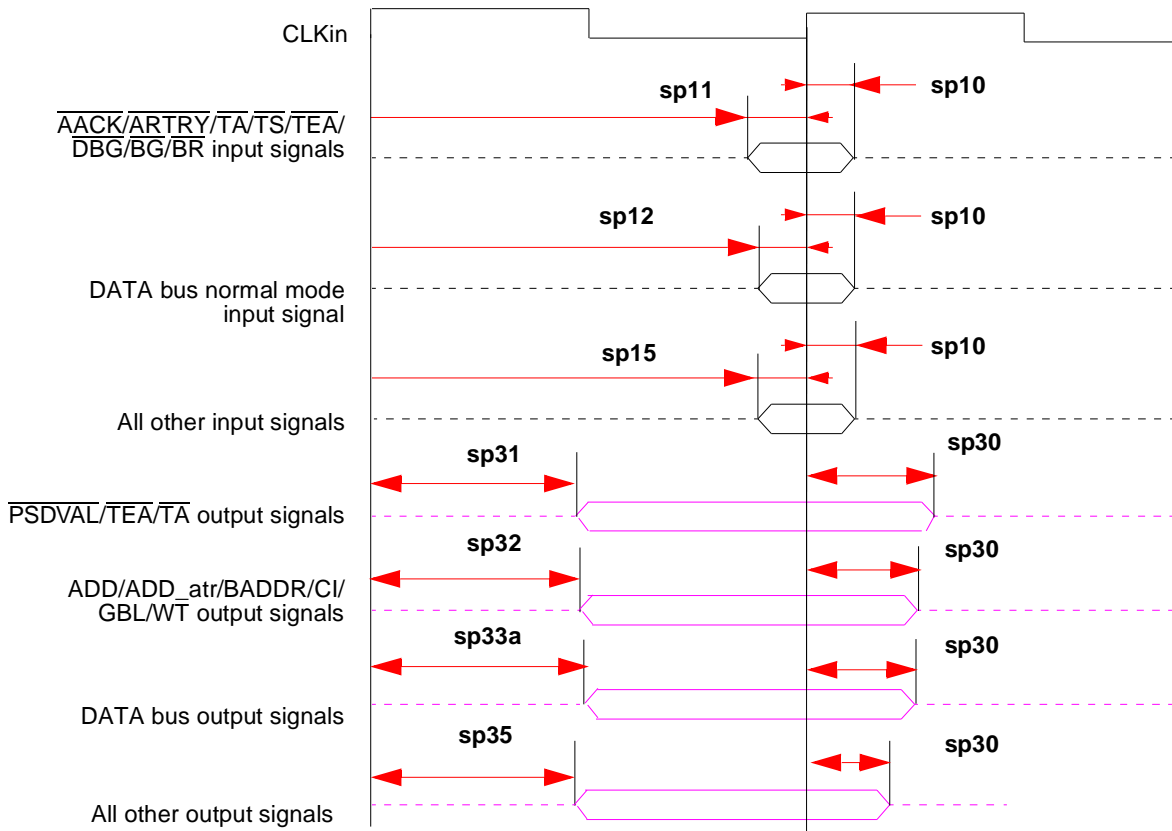 CLKin
sp11
sp10
AACK/ARTRY/TA/TS/TEA/
DBG/BG/BR input signals
sp12
sp10
DATA bus normal mode
input signal
sp15
sp10
All other input signals
sp31
sp30
PSDVAL/TEA/TA output signals
sp32
sp30
ADD/ADD_atr/BADDR/CI/
GBL/WT output signals
sp33a
sp30
DATA bus output signals
sp35
sp30
All other output signals